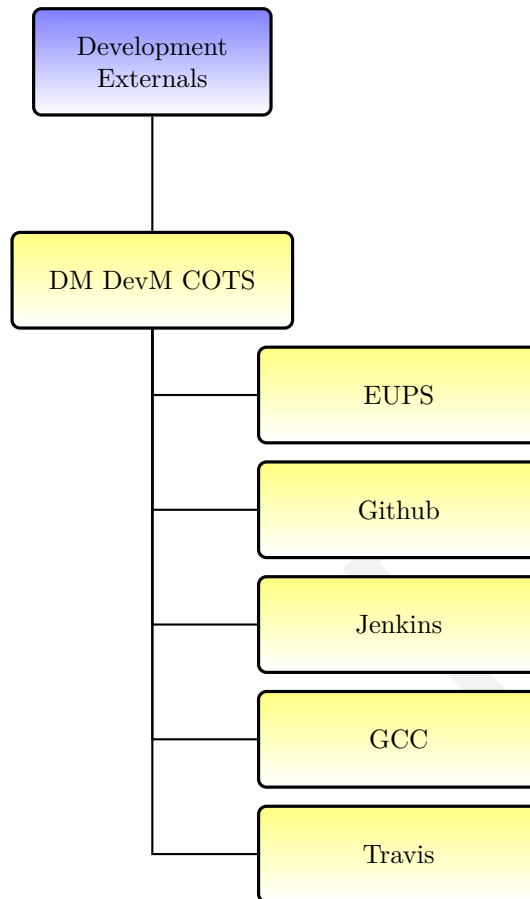 Development
Externals
DM DevM COTS
EUPS
Github
Jenkins
GCC
Travis